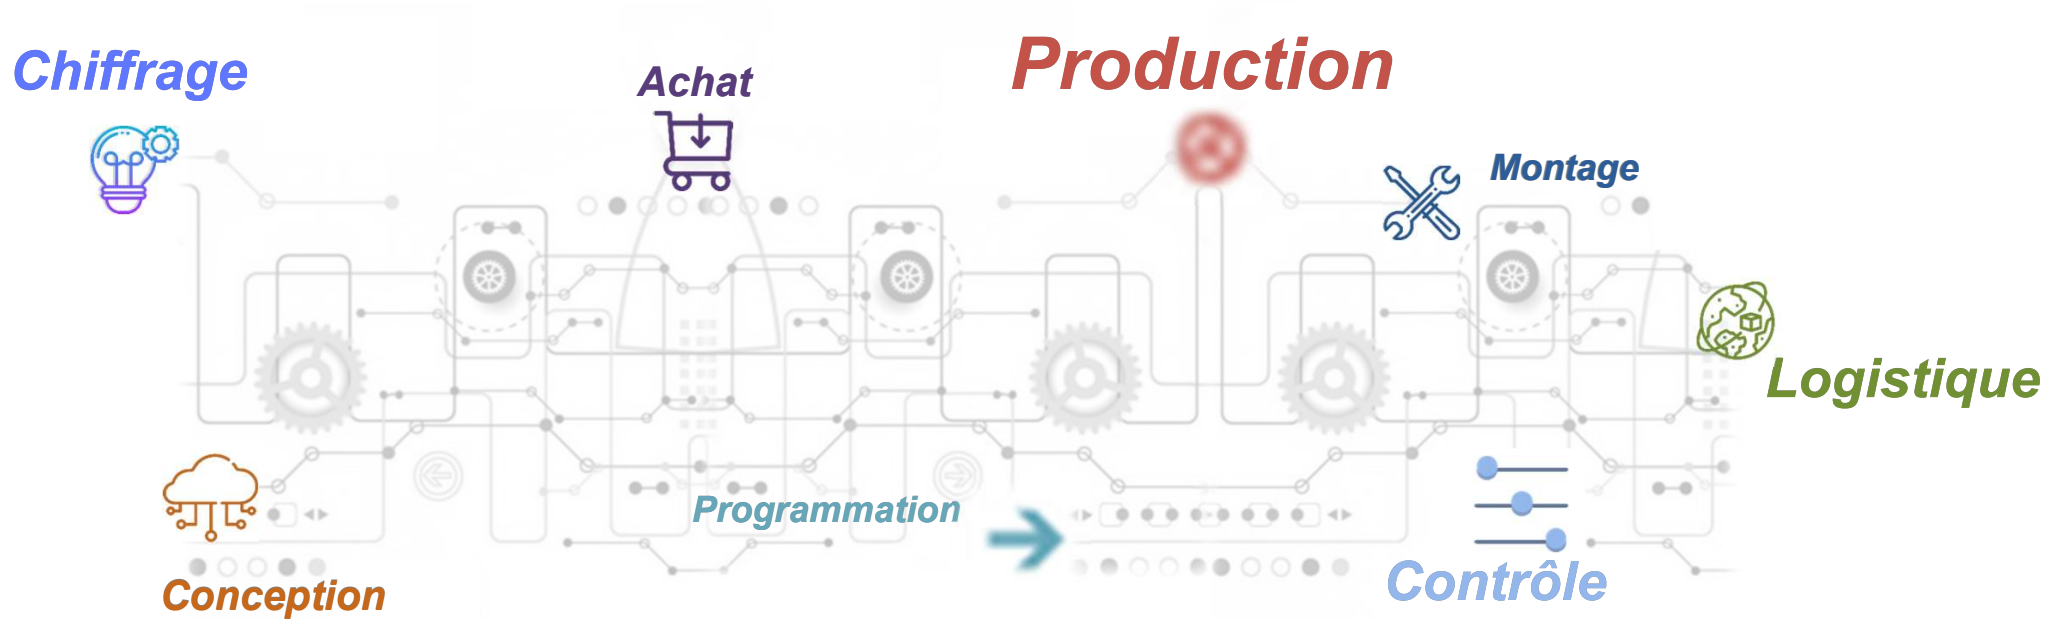 Chiffrage
Achat
Production
Montage
Logistique
Programmation
Conception
Contrôle